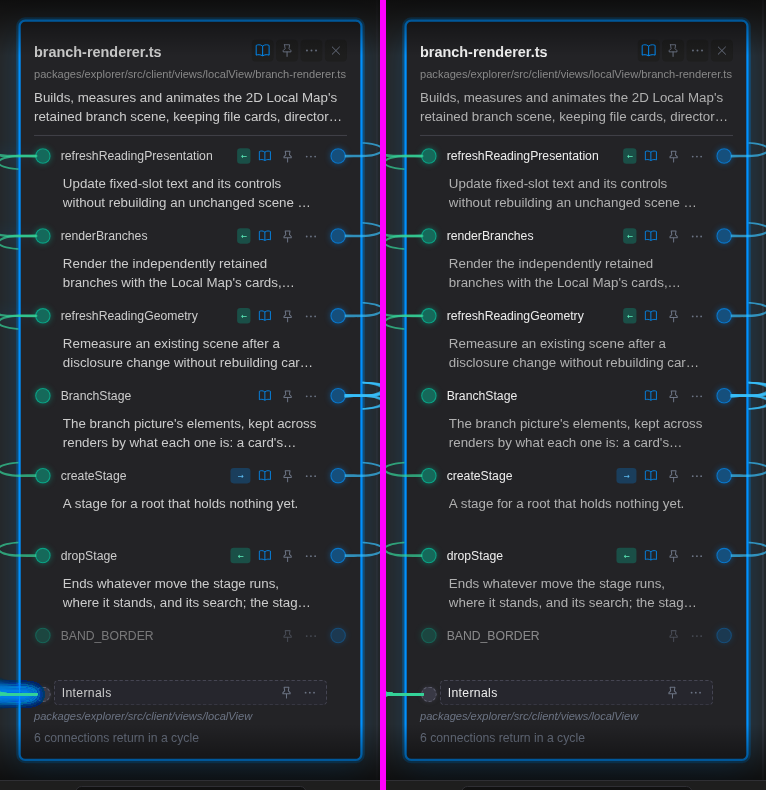 branch-renderer.ts
packages/explorer/src/client/views/localView/branch-renderer.ts
Builds, measures and animates the 2D Local Map's
retained branch scene, keeping file cards, director…
refreshReadingPresentation
Update fixed-slot text and its controls
without rebuilding an unchanged scene …
renderBranches
Render the independently retained
branches with the Local Map's cards,…
refreshReadingGeometry
Remeasure an existing scene after a
disclosure change without rebuilding car…
BranchStage
The branch picture's elements, kept across
renders by what each one is: a card's…
createStage
A stage for a root that holds nothing yet.
dropStage
Ends whatever move the stage runs,
where it stands, and its search; the stag…
BAND_BORDER
Internals
packages/explorer/src/client/views/localView
6 connections return in a cycle
branch-renderer.ts
packages/explorer/src/client/views/localView/branch-renderer.ts
Builds, measures and animates the 2D Local Map's
retained branch scene, keeping file cards, director…
refreshReadingPresentation
Update fixed-slot text and its controls
without rebuilding an unchanged scene …
renderBranches
Render the independently retained
branches with the Local Map's cards,…
refreshReadingGeometry
Remeasure an existing scene after a
disclosure change without rebuilding car…
BranchStage
The branch picture's elements, kept across
renders by what each one is: a card's…
createStage
A stage for a root that holds nothing yet.
dropStage
Ends whatever move the stage runs,
where it stands, and its search; the stag…
BAND_BORDER
Internals
packages/explorer/src/client/views/localView
6 connections return in a cycle